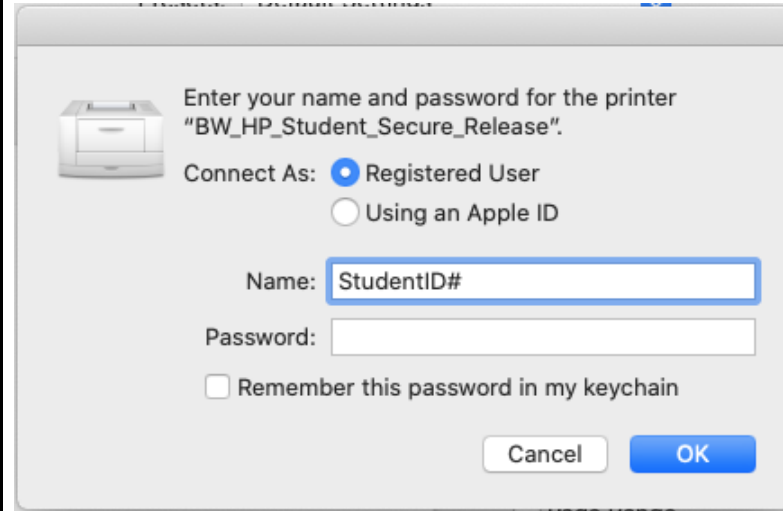 Enter your name and password for the printer
“BW_HP_Student_Secure_Release”.
Connect As: Registered User
Using an Apple ID
Name: StudentID#
Password:
Remember this password in my keychain
Cancel OK